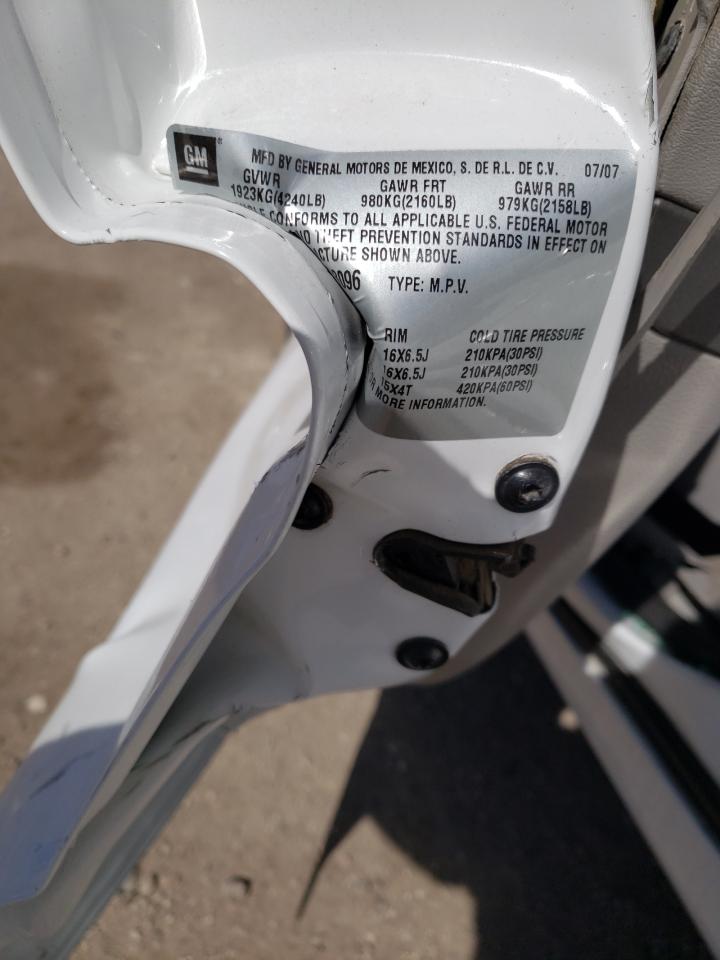 GM
MFD BY GENERAL MOTORS DE MEXICO, S. DE R.L. DE C.V. 07/07
GVWR GAWR FRT GAWR RR
1923KG(4240LB) 980KG(2160LB) 979KG(2158LB)
CONFORMS TO ALL APPLICABLE U.S. FEDERAL MOTOR
THEFT PREVENTION STANDARDS IN EFFECT ON
SHOWN ABOVE.
TYPE: M.P.V.
RIM COLD TIRE PRESSURE
16X6.5J 210KPA(30PSI)
16X6.5J 210KPA(30PSI)
15X4T 420KPA(60PSI)
MORE INFORMATION.